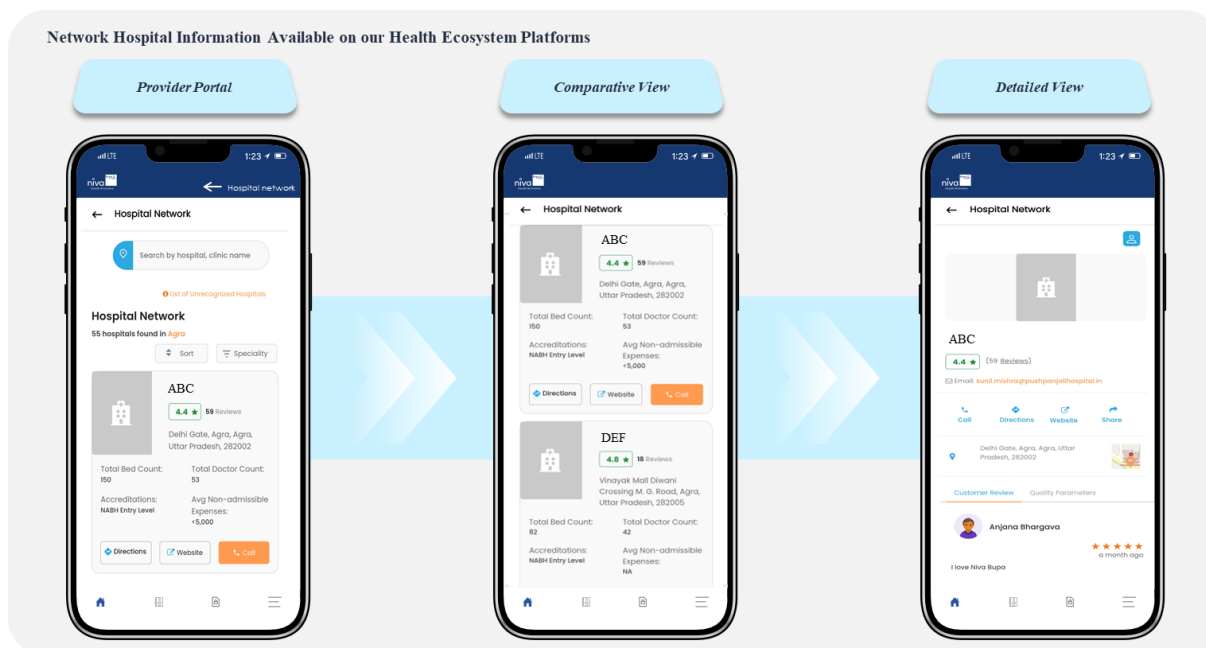 Network Hospital Information Available on our Health Ecosystem Platforms
Provider Portal
LTE
1:23
niva
Hospital network
Hospital Network
Search by hospital, clinic name
List of Unrecognized Hospitals
Hospital Network
55 hospitals found in Agra
Sort
Speciality
ABC
4.4 ★ 59 Reviews
Delhi Gate, Agra, Agra,
Uttar Pradesh, 282002
Total Bed Count: Total Doctor Count:
150 53
Accreditations: Avg Non-admissible
NABH Entry Level Expenses:
<5,000
Directions Website Call
Comparative View
LTE
1:23
niva
Hospital Network
ABC
4.4 ★ 59 Reviews
Delhi Gate, Agra, Agra,
Uttar Pradesh, 282002
Total Bed Count: Total Doctor Count:
150 53
Accreditations: Avg Non-admissible
NABH Entry Level Expenses:
<5,000
Directions Website Call
DEF
4.8 ★ 18 Reviews
Vinayak Mall Diwani
Crossing M. G. Road, Agra,
Uttar Pradesh, 282005
Total Bed Count: Total Doctor Count:
82 42
Accreditations: Avg Non-admissible
NABH Entry Level Expenses:
NA
Detailed View
LTE
1:23
niva
Hospital Network
ABC
4.4 ★ (59 Reviews)
Email: sunil.mishra@pushpanjalihospital.in
Call Directions Website Share
Delhi Gate, Agra, Agra, Uttar
Pradesh, 282002
Customer Review Quality Parameters
Anjana Bhargava
★★★★★
a month ago
I love Niva Bupa